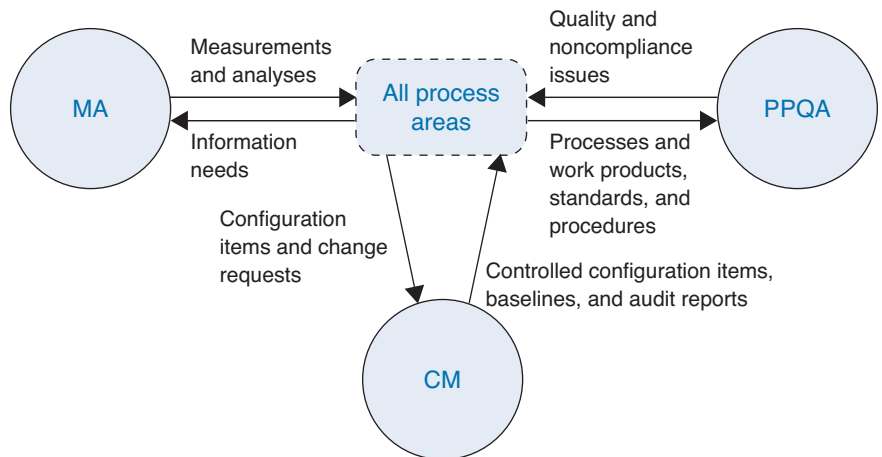 Measurements
and analyses
MA
Information
needs
All process
areas
Quality and
noncompliance
issues
PPQA
Processes and
work products,
standards, and
procedures
Configuration
items and change
requests
Controlled configuration items,
baselines, and audit reports
CM